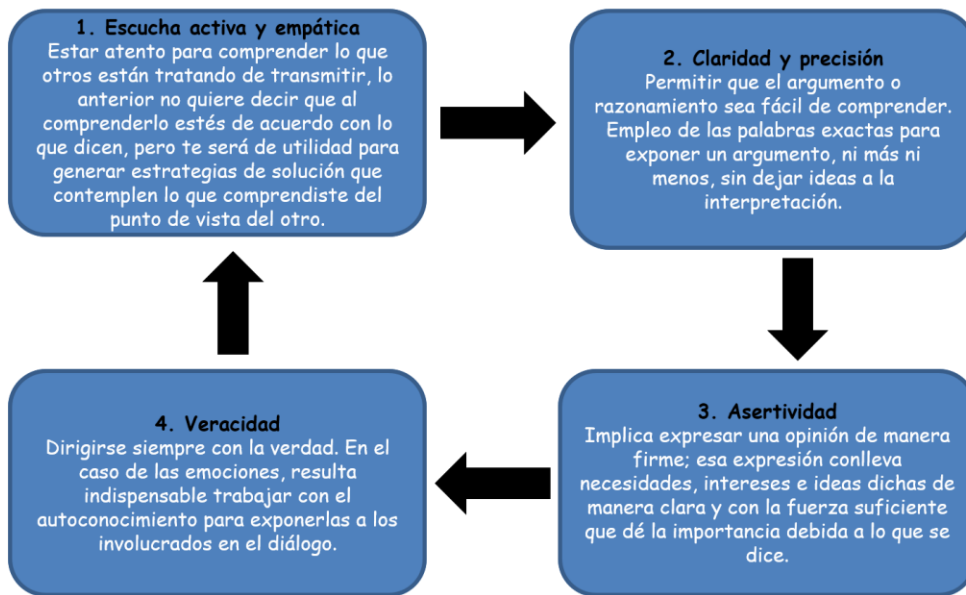 1. Escucha activa y empática
Estar atento para comprender lo que
otros están tratando de transmitir, lo
anterior no quiere decir que al
comprenderlo estés de acuerdo con lo
que dicen, pero te será de utilidad para
generar estrategias de solución que
contemplen lo que comprendiste del
punto de vista del otro.
2. Claridad y precisión
Permitir que el argumento o
razonamiento sea fácil de comprender.
Empleo de las palabras exactas para
exponer un argumento, ni más ni
menos, sin dejar ideas a la
interpretación.
3. Asertividad
Implica expresar una opinión de manera
firme; esa expresión conlleva
necesidades, intereses e ideas dichas de
manera clara y con la fuerza suficiente
que dé la importancia debida a lo que se
dice.
4. Veracidad
Dirigirse siempre con la verdad. En el
caso de las emociones, resulta
indispensable trabajar con el
autoconocimiento para exponerlas a los
involucrados en el diálogo.